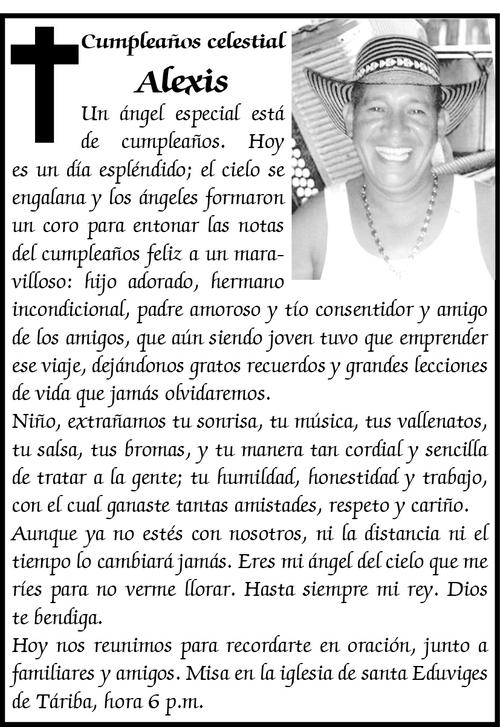 Cumpleaños celestial
Alexis
Un ángel especial está
de cumpleaños. Hoy
es un día espléndido; el cielo se
engalana y los ángeles formaron
un coro para entonar las notas
del cumpleaños feliz a un mara-
villoso: hijo adorado, hermano
incondicional, padre amoroso y tío consentidor y amigo
de los amigos, que aún siendo joven tuvo que emprender
ese viaje, dejándonos gratos recuerdos y grandes lecciones
de vida que jamás olvidaremos.
Niño, extrañamos tu sonrisa, tu música, tus vallenatos,
tu salsa, tus bromas, y tu manera tan cordial y sencilla
de tratar a la gente; tu humildad, honestidad y trabajo,
con el cual ganaste tantas amistades, respeto y cariño.
Aunque ya no estés con nosotros, ni la distancia ni el
tiempo lo cambiará jamás. Eres mi ángel del cielo que me
ríes para no verme llorar. Hasta siempre mi rey. Dios
te bendiga.
Hoy nos reunimos para recordarte en oración, junto a
familiares y amigos. Misa en la iglesia de santa Eduviges
de Táriba, hora 6 p.m.